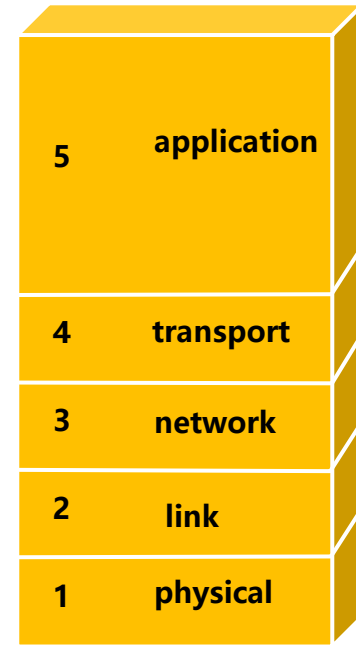 5 application
4 transport
3 network
2 link
1 physical